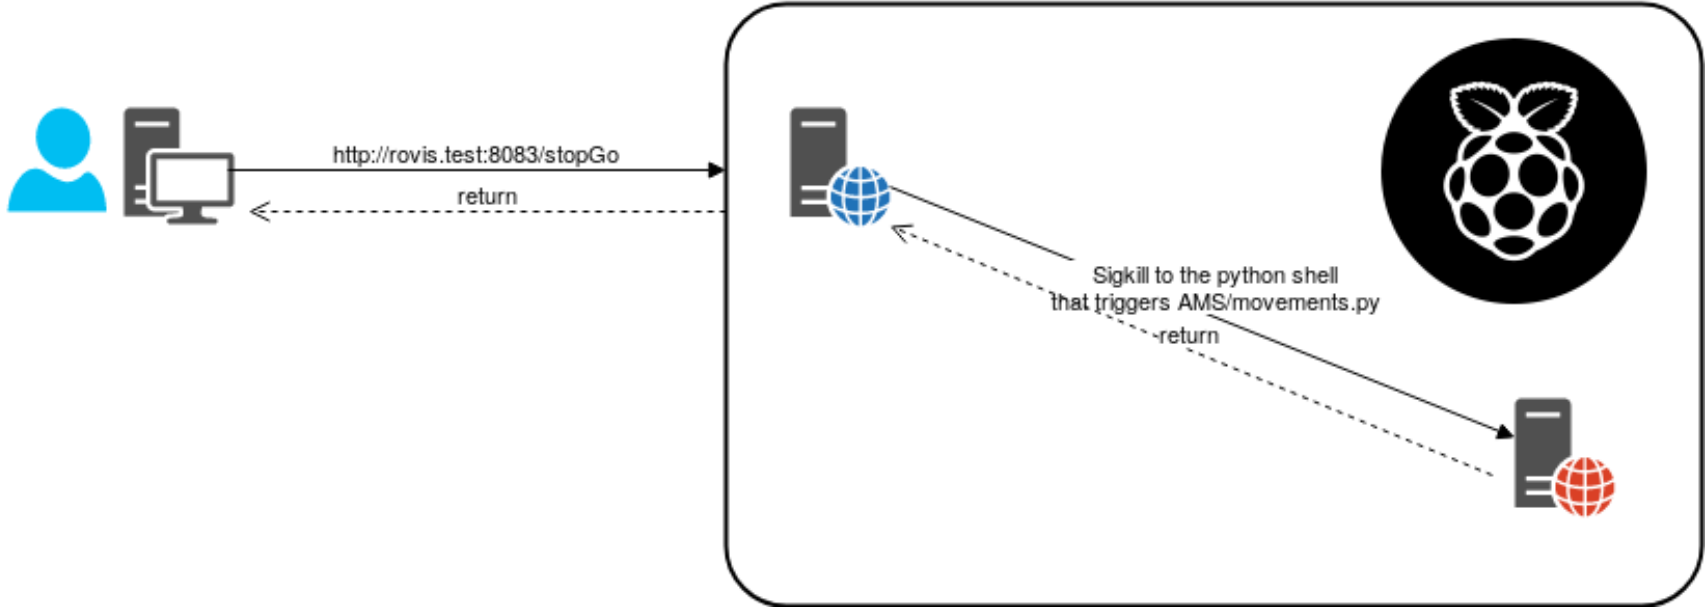 http://rovis.test:8083/stopGo
return
Sigkill to the python shell
that triggers AMS/movements.py
return